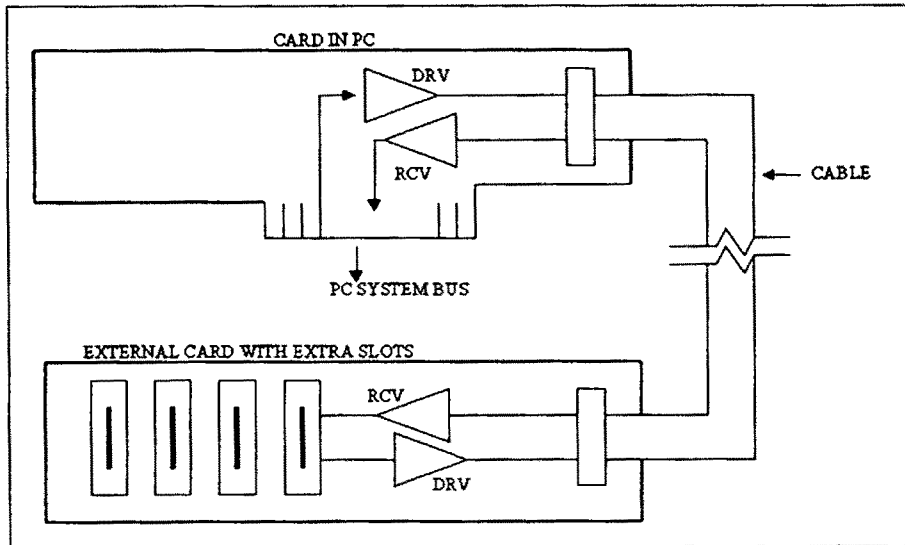 CARD IN PC
DRV
RCV
CABLE
PC SYSTEM BUS
EXTERNAL CARD WITH EXTRA SLOTS
RCV
DRV